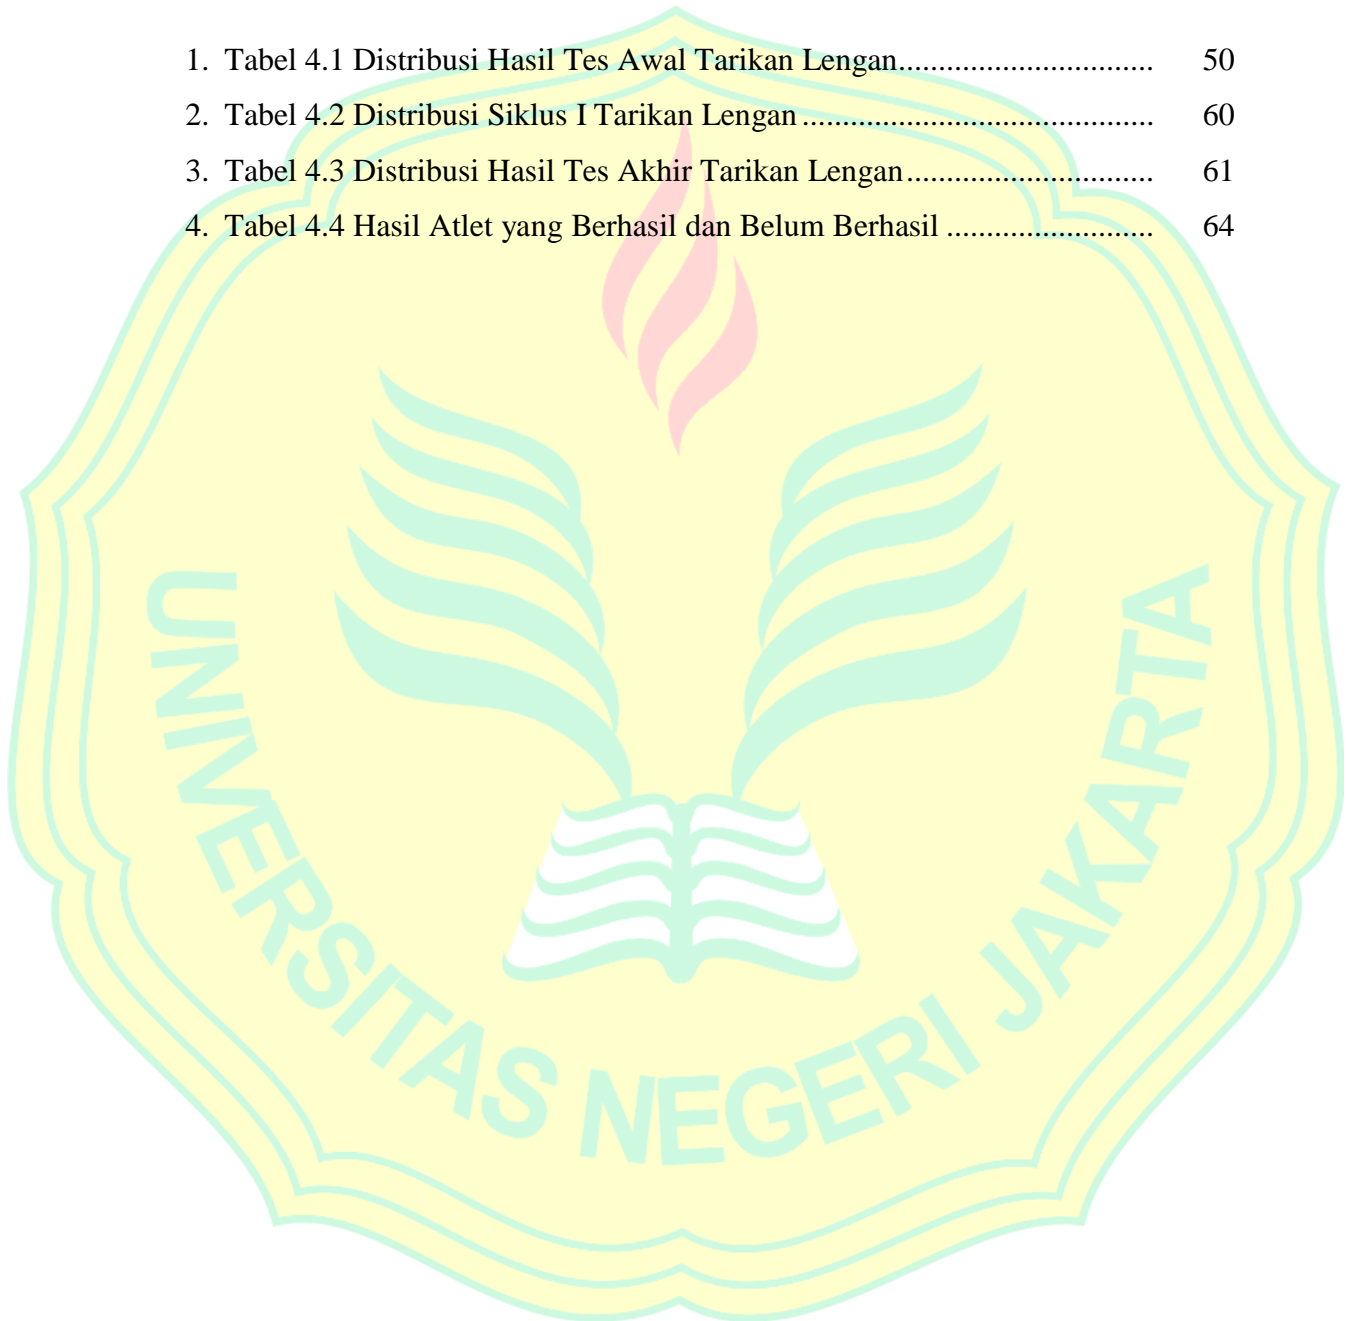 1. Tabel 4.1 Distribusi Hasil Tes Awal Tarikan Lengan................................ 50
2. Tabel 4.2 Distribusi Siklus I Tarikan Lengan ............................................ 60
3. Tabel 4.3 Distribusi Hasil Tes Akhir Tarikan Lengan............................... 61
4. Tabel 4.4 Hasil Atlet yang Berhasil dan Belum Berhasil .......................... 64
UNIVERSITAS NEGERI JAKARTA